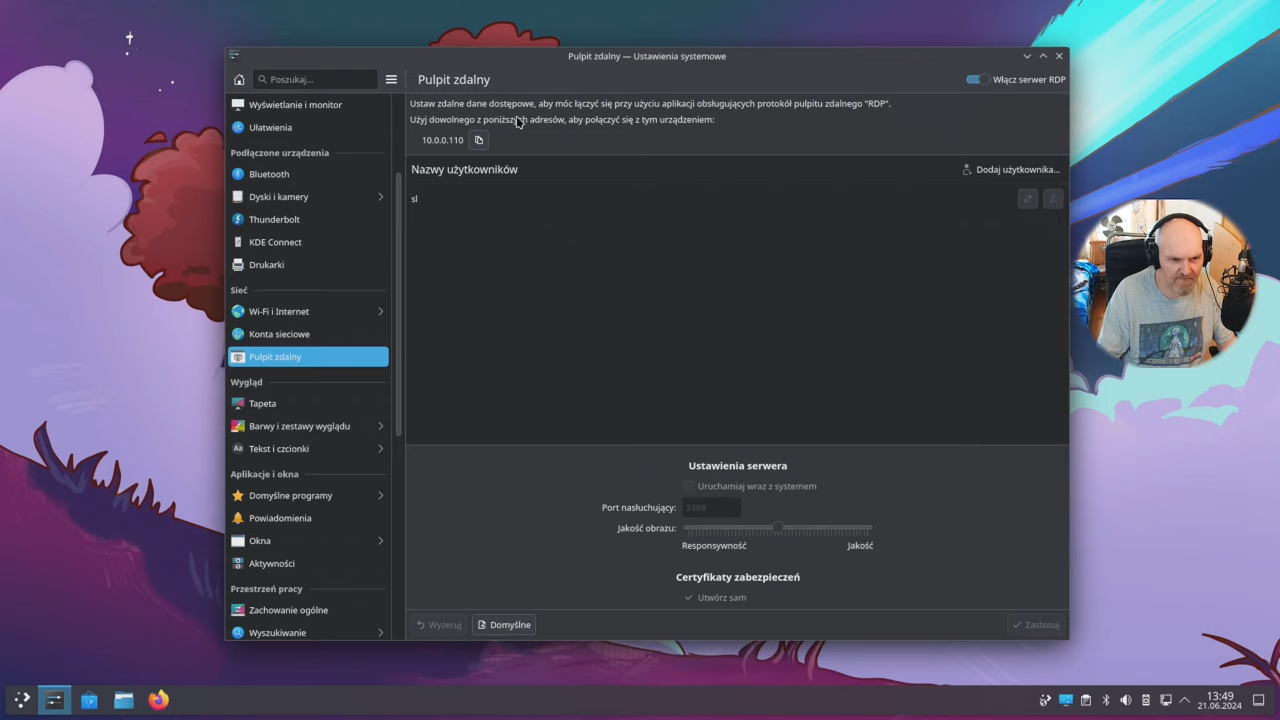 Pulpit zdalny — Ustawienia systemowe
Poszukaj...
Pulpit zdalny
Włącz serwer RDP
Wyświetlanie i monitor
Ułatwienia
Podłączone urządzenia
Bluetooth
Dyski i kamery
Thunderbolt
KDE Connect
Drukarki
Sieć
Wi-Fi i Internet
Konta sieciowe
Pulpit zdalny
Wygląd
Tapeta
Barwy i zestawy wyglądu
Aa Tekst i czcionki
Aplikacje i okna
Domyślne programy
Powiadomienia
Okna
Aktywności
Przestrzeń pracy
Zachowanie ogólne
Wyszukiwanie
Ustaw zdalne dane dostępowe, aby móc łączyć się przy użyciu aplikacji obsługujących protokół pulpitu zdalnego "RDP".
Użyj dowolnego z poniższych adresów, aby połączyć się z tym urządzeniem:
10.0.0.110
Nazwy użytkowników
Dodaj użytkownika...
sl
Ustawienia serwera
Uruchamiaj wraz z systemem
Port nasłuchujący: 3389
Jakość obrazu:
Responsywność Jakość
Certyfikaty zabezpieczeń
Utwórz sam
Wyzeruj
Domyślne
Zastosuj
13:49
21.06.2024